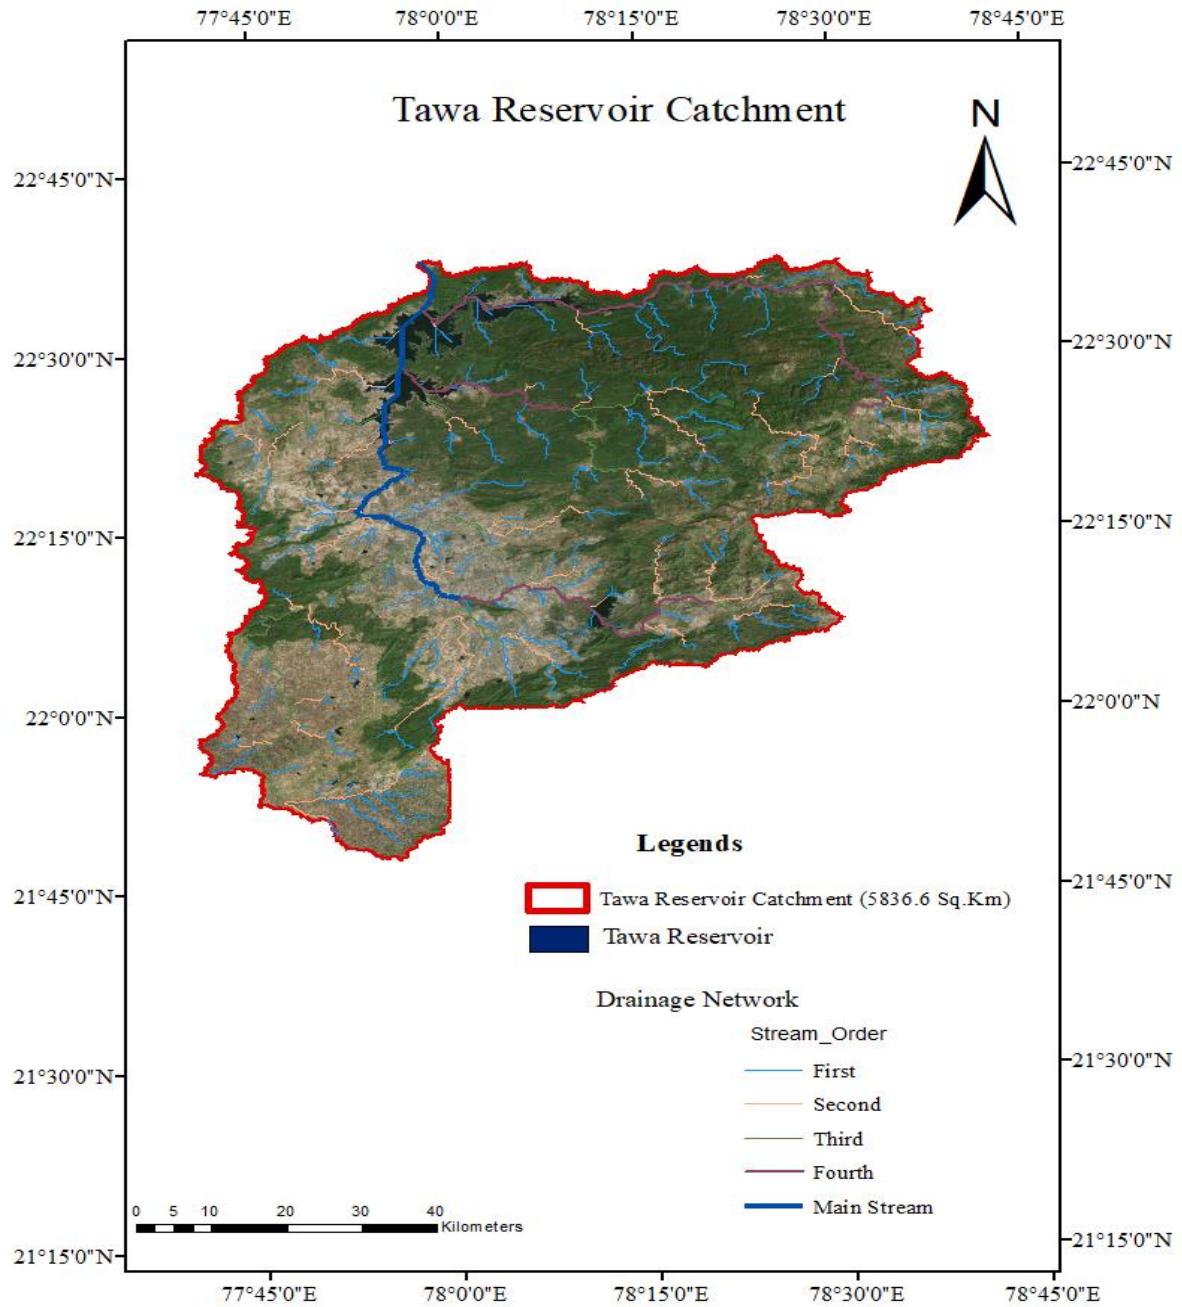 77°45'0"E 78°0'0"E 78°15'0"E 78°30'0"E 78°45'0"E
Tawa Reservoir Catchment
N
22°45'0"N 22°45'0"N
22°30'0"N 22°30'0"N
22°15'0"N 22°15'0"N
22°0'0"N 22°0'0"N
Legends
21°45'0"N 21°45'0"N
Tawa Reservoir Catchment (5836.6 Sq.Km)
Tawa Reservoir
Drainage Network
Stream_Order
21°30'0"N 21°30'0"N
First
Second
Third
Fourth
Main Stream
0 5 10 20 30 40
Kilometers
21°15'0"N 21°15'0"N
77°45'0"E 78°0'0"E 78°15'0"E 78°30'0"E 78°45'0"E